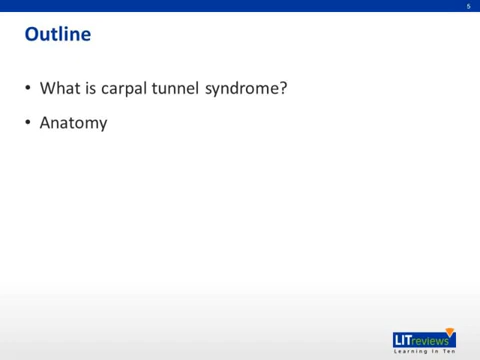 5
Outline
• What is carpal tunnel syndrome?
• Anatomy
LITreviews
Learning In Ten